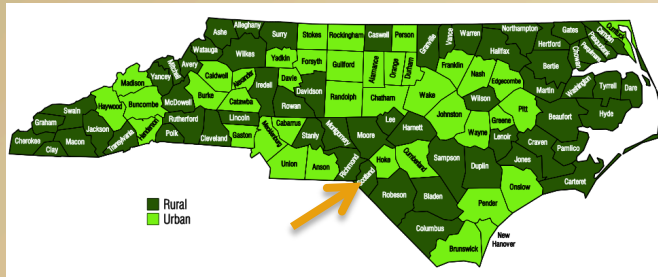 Alleghany
Ashe
Surry
Stokes
Rockingham
Caswell
Person
Granville
Vance
Warren
Northampton
Gates
Currituck
Camden
Pasquotank
Perquimans
Chowan
Hertford
Halifax
Bertie
Watauga
Wilkes
Yadkin
Forsyth
Guilford
Alamance
Orange
Durham
Franklin
Nash
Edgecombe
Martin
Washington
Tyrrell
Dare
Mitchell
Avery
Yancey
Caldwell
Alexander
Iredell
Davie
Davidson
Randolph
Chatham
Wake
Wilson
Pitt
Beaufort
Hyde
Madison
Burke
Catawba
Rowan
Haywood
Buncombe
McDowell
Lincoln
Lee
Johnston
Greene
Wayne
Lenoir
Craven
Pamlico
Swain
Graham
Jackson
Transylvania
Henderson
Rutherford
Polk
Cleveland
Gaston
Mecklenburg
Cabarrus
Stanly
Montgomery
Moore
Harnett
Cherokee
Clay
Macon
Union
Anson
Richmond
Scotland
Hoke
Cumberland
Sampson
Duplin
Jones
Onslow
Carteret
Robeson
Bladen
Pender
Columbus
New
Hanover
Brunswick
Rural
Urban